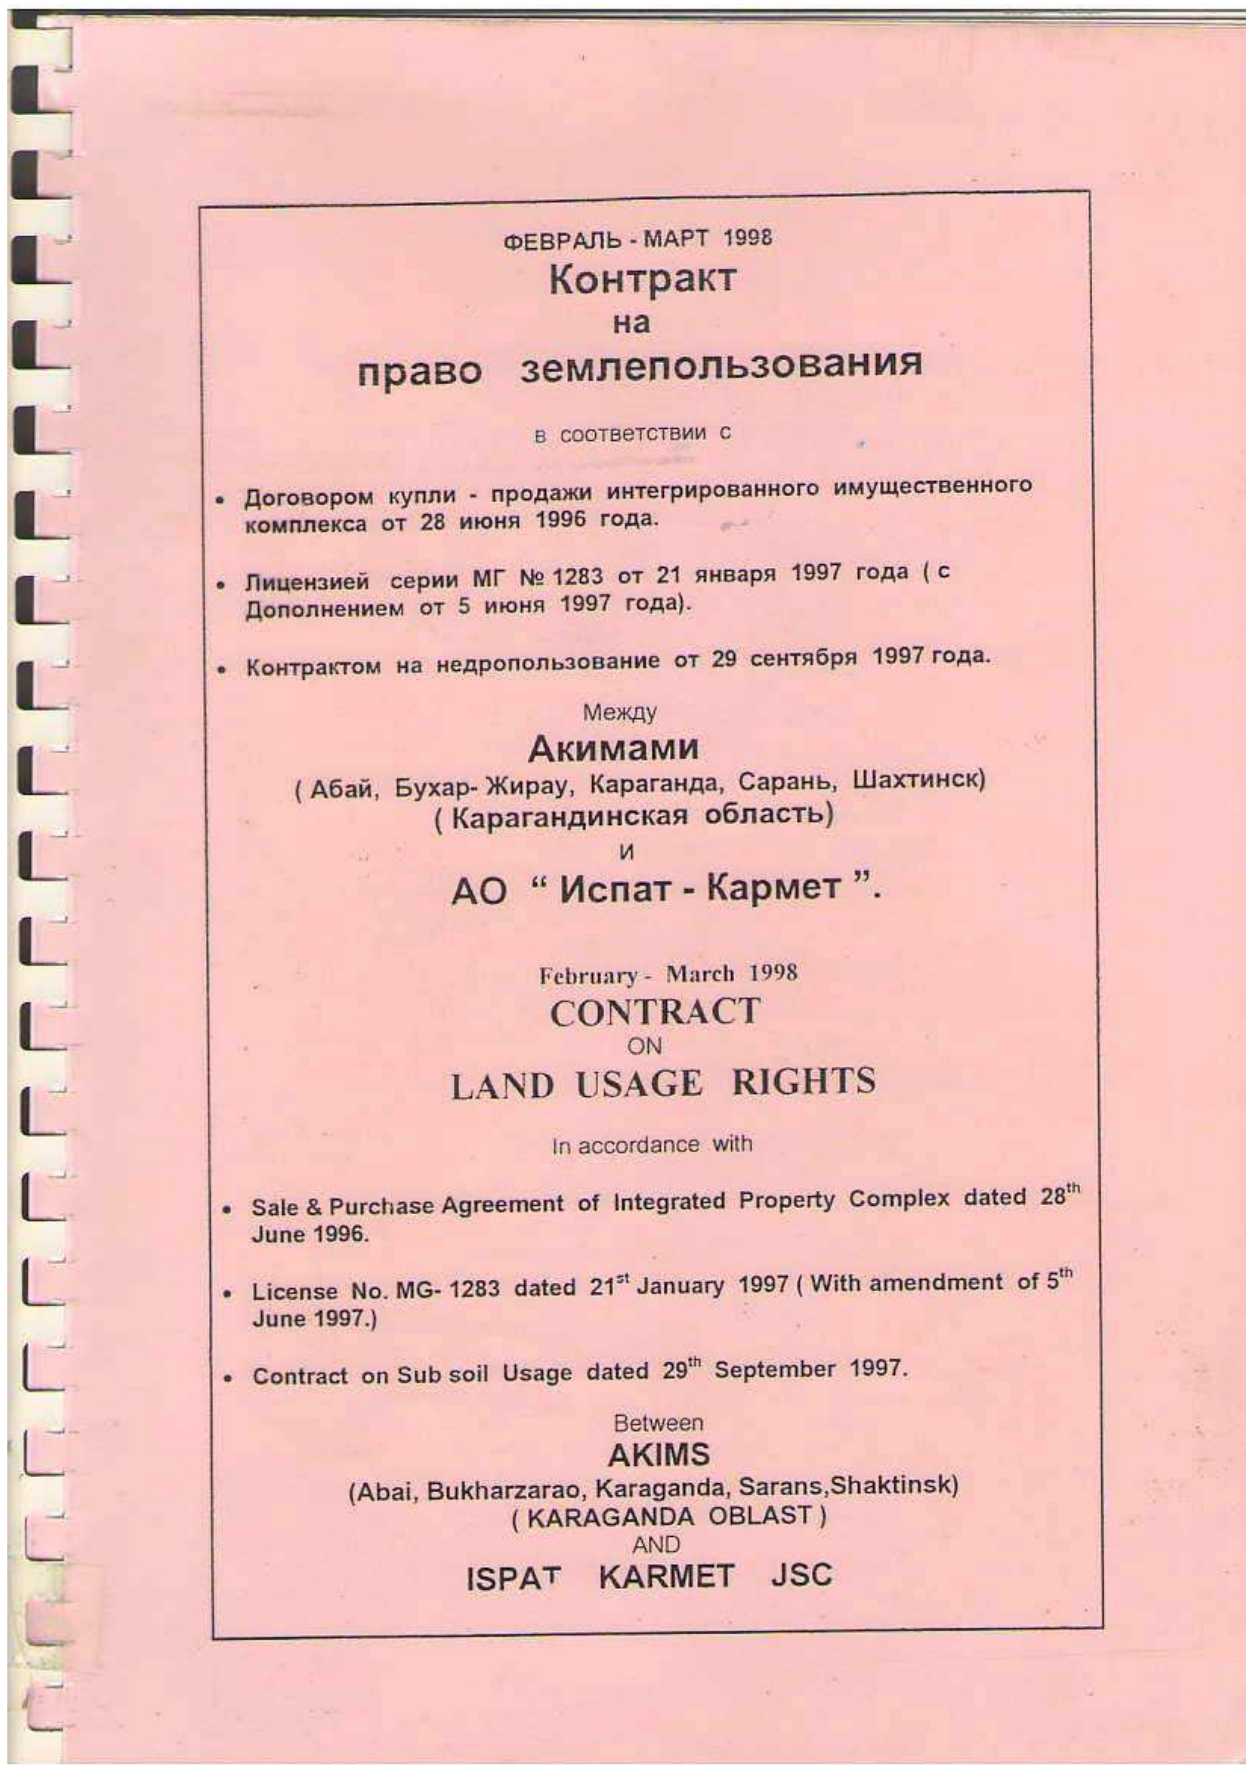 ФЕВРАЛЬ - МАРТ 1998
Контракт
на
право землепользования
в соответствии с
• Договором купли - продажи интегрированного имущественного
комплекса от 28 июня 1996 года.
• Лицензией серии МГ № 1283 от 21 января 1997 года ( с
Дополнением от 5 июня 1997 года).
• Контрактом на недропользование от 29 сентября 1997 года.
Между
Акимами
( Абай, Бухар- Жирау, Караганда, Сарань, Шахтинск)
( Карагандинская область)
и
АО “ Испат - Кармет ”.
February - March 1998
CONTRACT
ON
LAND USAGE RIGHTS
In accordance with
• Sale & Purchase Agreement of Integrated Property Complex dated 28th
June 1996.
• License No. MG- 1283 dated 21st January 1997 ( With amendment of 5th
June 1997.)
• Contract on Sub soil Usage dated 29th September 1997.
Between
AKIMS
(Abai, Bukharzarao, Karaganda, Sarans,Shaktinsk)
( KARAGANDA OBLAST )
AND
ISPAT KARMET JSC